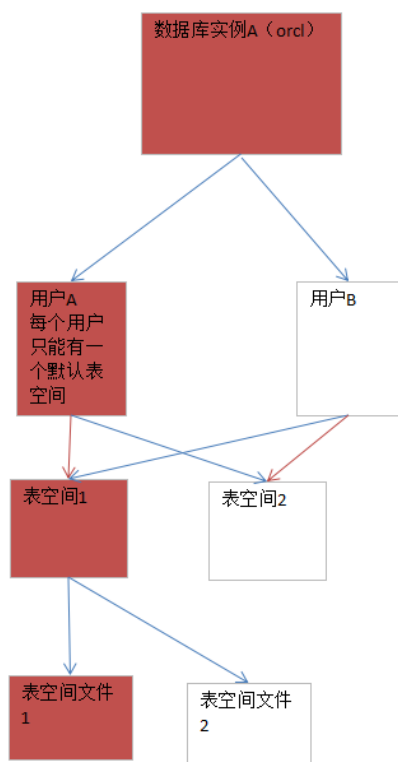 数据库实例A（orcl）
用户A
每个用户
只能有一
个默认表
空间
用户B
表空间1
表空间2
表空间文件
1
表空间文件
2